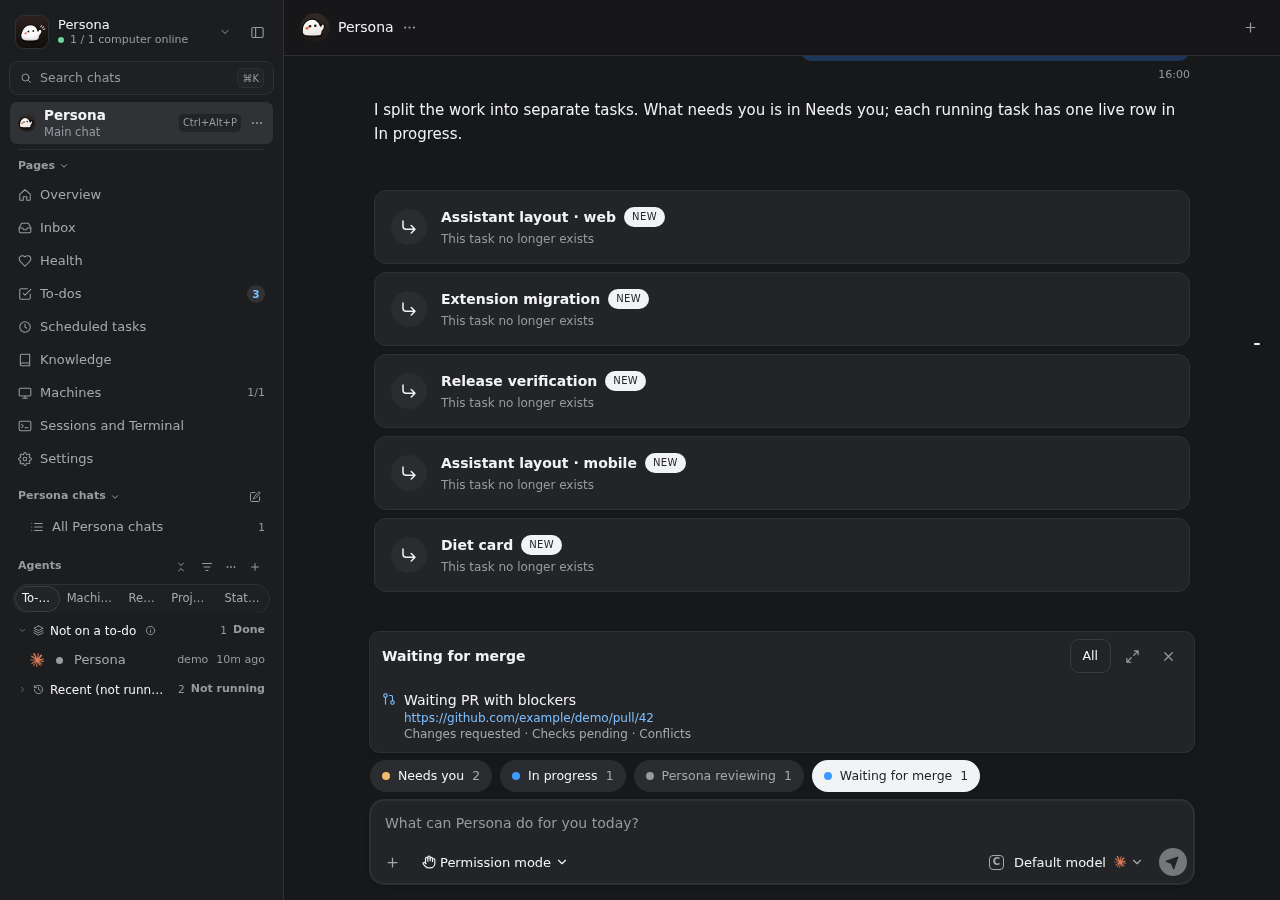 Persona
1 / 1 computer online
Search chats
⌘K
Persona
Main chat
Ctrl+Alt+P
Pages
Overview
Inbox
Health
To-dos
3
Scheduled tasks
Knowledge
Machines
1/1
Sessions and Terminal
Settings
Persona chats
All Persona chats
1
Agents
To-…
Machi…
Re…
Proj…
Stat…
Not on a to-do
1 Done
Persona
demo 10m ago
Recent (not runn…
2 Not running
Persona
16:00
I split the work into separate tasks. What needs you is in Needs you; each running task has one live row in
In progress.
Assistant layout · web NEW
This task no longer exists
Extension migration NEW
This task no longer exists
Release verification NEW
This task no longer exists
Assistant layout · mobile NEW
This task no longer exists
Diet card NEW
This task no longer exists
Waiting for merge
All
Waiting PR with blockers
https://github.com/example/demo/pull/42
Changes requested · Checks pending · Conflicts
Needs you 2
In progress 1
Persona reviewing 1
Waiting for merge 1
What can Persona do for you today?
Permission mode
C
Default model